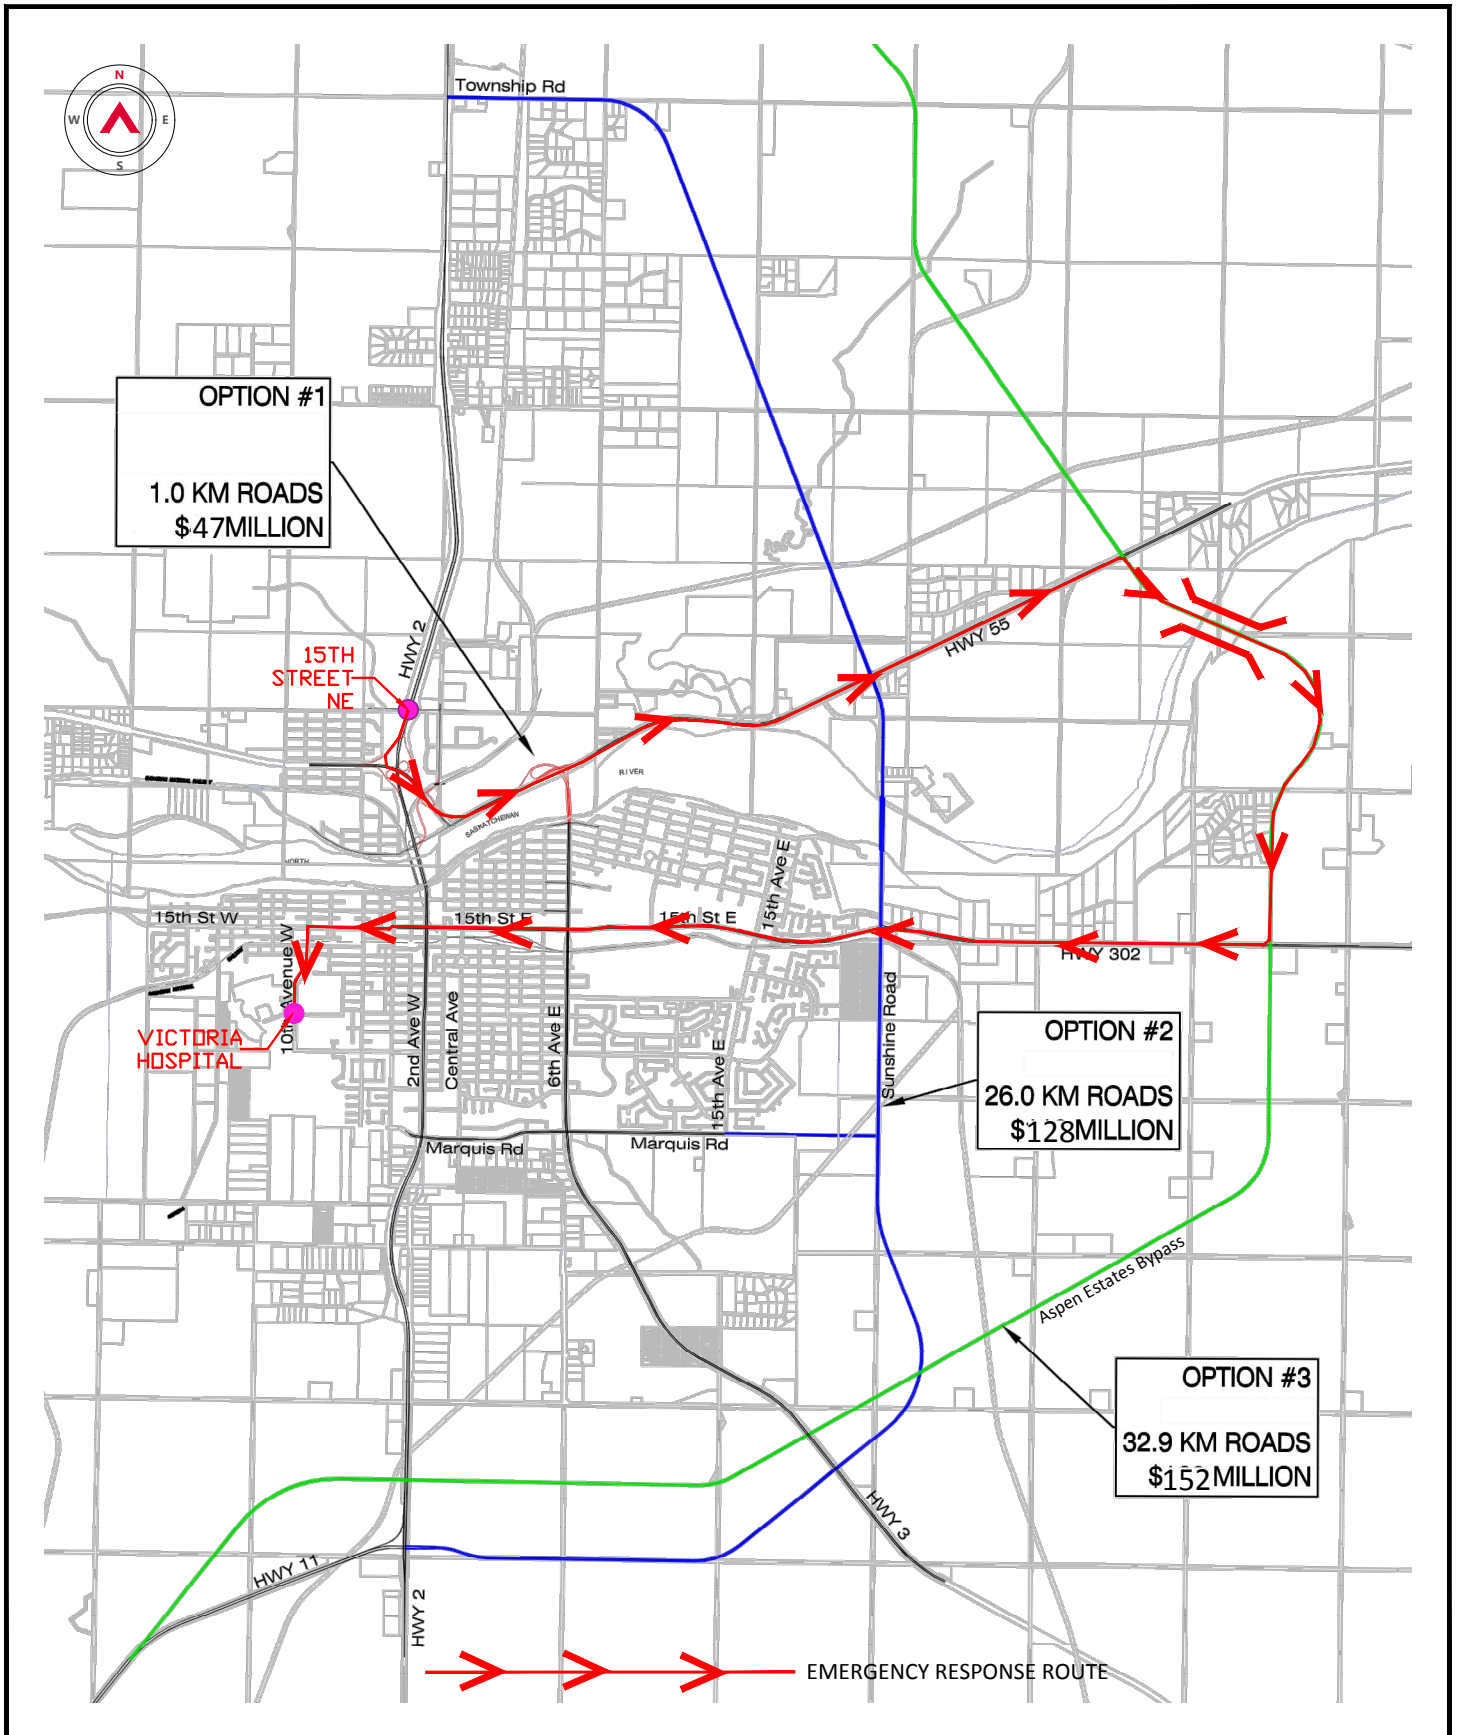 N
W
E
S
Township Rd
OPTION #1
1.0 KM ROADS
$47MILLION
HWY 2
15TH
STREET
NE
HWY 55
RIVER
SASKATCHEWAN
NORTH
15th Ave E
15th St W
15th St E
15th St E
HWY 302
10th Avenue W
VICTORIA
HOSPITAL
2nd Ave W
Central Ave
6th Ave E
15th Ave E
Sunshine Road
OPTION #2
26.0 KM ROADS
$128MILLION
Marquis Rd
Marquis Rd
Aspen Estates Bypass
OPTION #3
32.9 KM ROADS
$152MILLION
HWY 3
HWY 11
HWY 2
EMERGENCY RESPONSE ROUTE